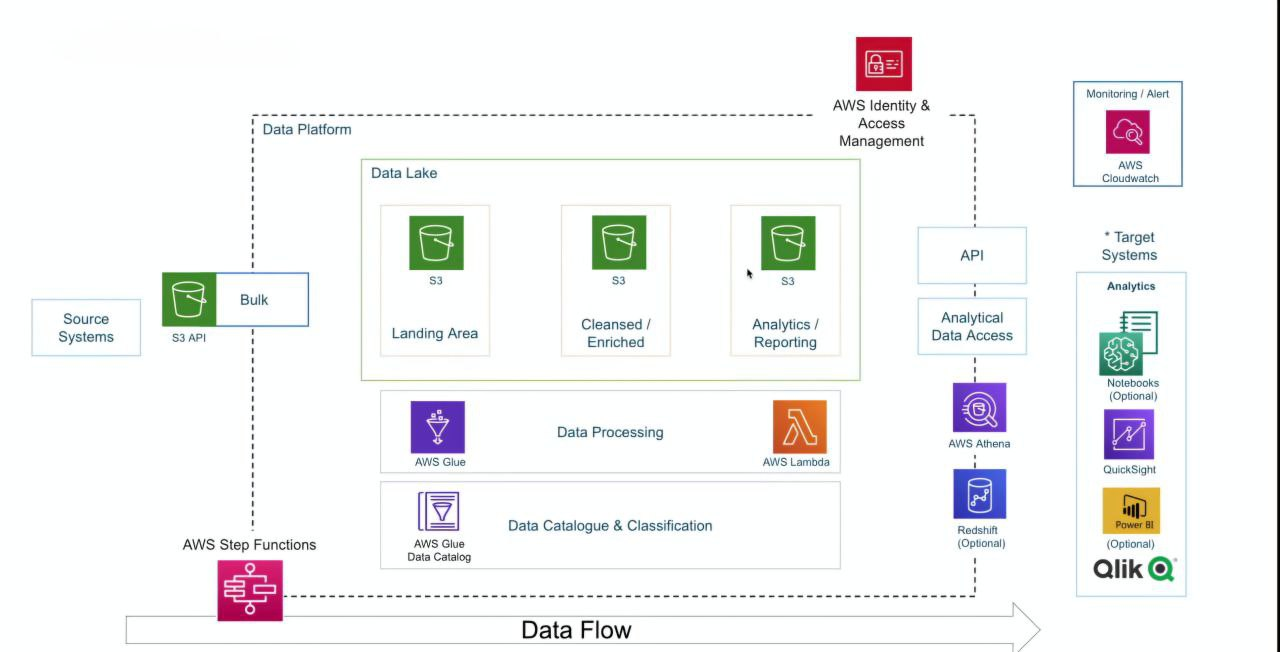 AWS Identity &
Access
Management
Monitoring / Alert
AWS
Cloudwatch
Data Platform
Data Lake
S3
Landing Area
S3
Cleansed /
Enriched
S3
Analytics /
Reporting
Source
Systems
Bulk
S3 API
API
Analytical
Data Access
* Target
Systems
Analytics
Notebooks
(Optional)
QuickSight
Power BI
(Optional)
Qlik
AWS Glue
Data Processing
AWS Lambda
AWS Athena
AWS Glue
Data Catalog
Data Catalogue & Classification
Redshift
(Optional)
AWS Step Functions
Data Flow